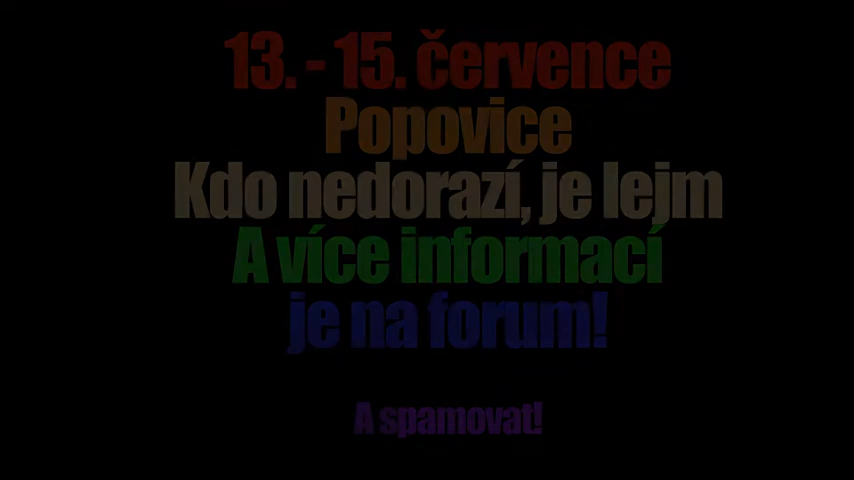 13. - 15. července
Popovice
Kdo nedorazí, je lejm
A více informací
je na forum!
A spamovat!